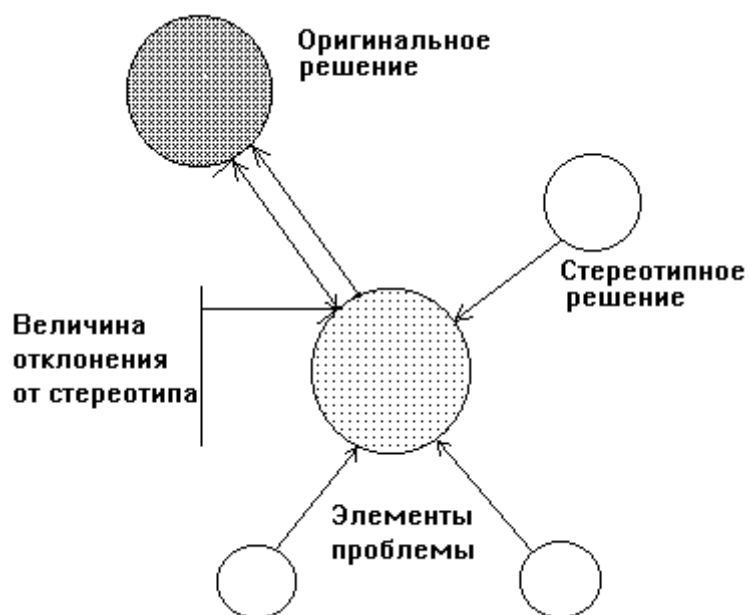 Оригинальное
решение
Стереотипное
решение
Величина
отклонения
от стереотипа
Элементы
проблемы